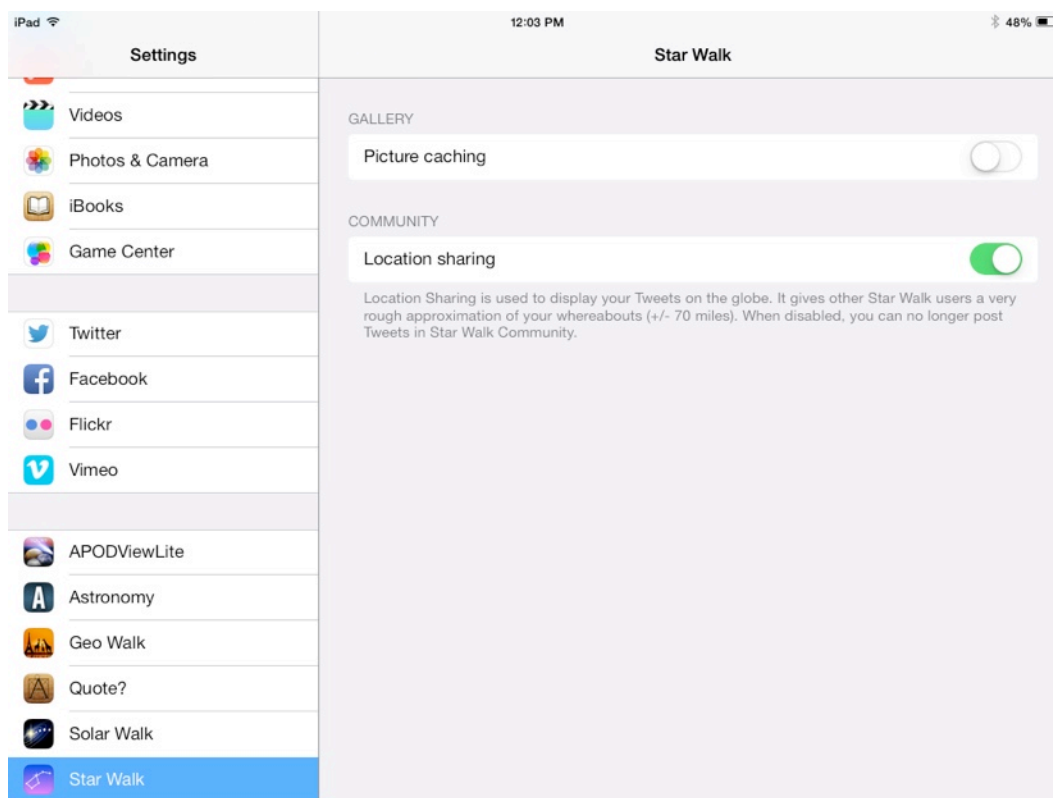 iPad
12:03 PM
48%
Settings
Star Walk
Videos
Photos & Camera
iBooks
Game Center
Twitter
Facebook
Flickr
Vimeo
APODViewLite
Astronomy
Geo Walk
Quote?
Solar Walk
Star Walk
GALLERY
Picture caching
COMMUNITY
Location sharing
Location Sharing is used to display your Tweets on the globe. It gives other Star Walk users a very
rough approximation of your whereabouts (+/- 70 miles). When disabled, you can no longer post
Tweets in Star Walk Community.